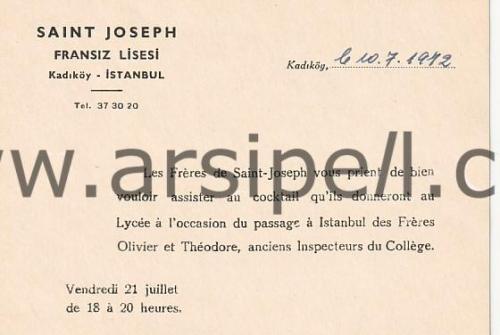 SAINT JOSEPH
FRANSIZ LİSESİ
Kadıköy - İSTANBUL
Tel. 37 30 20
Kadıköy, le 10.7.1972
Les Frères de Saint-Joseph vous prient de bien
vouloir assister au cocktail qu'ils donneront au
Lycée à l'occasion du passage à Istanbul des Frères
Olivier et Théodore, anciens Inspecteurs du Collège.
Vendredi 21 juillet
de 18 à 20 heures.